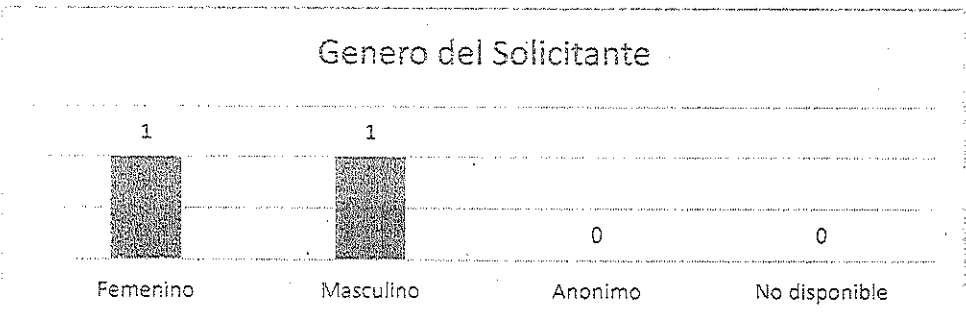 Genero del Solicitante
1 1
0 0
Femenino Masculino Anonimo No disponible